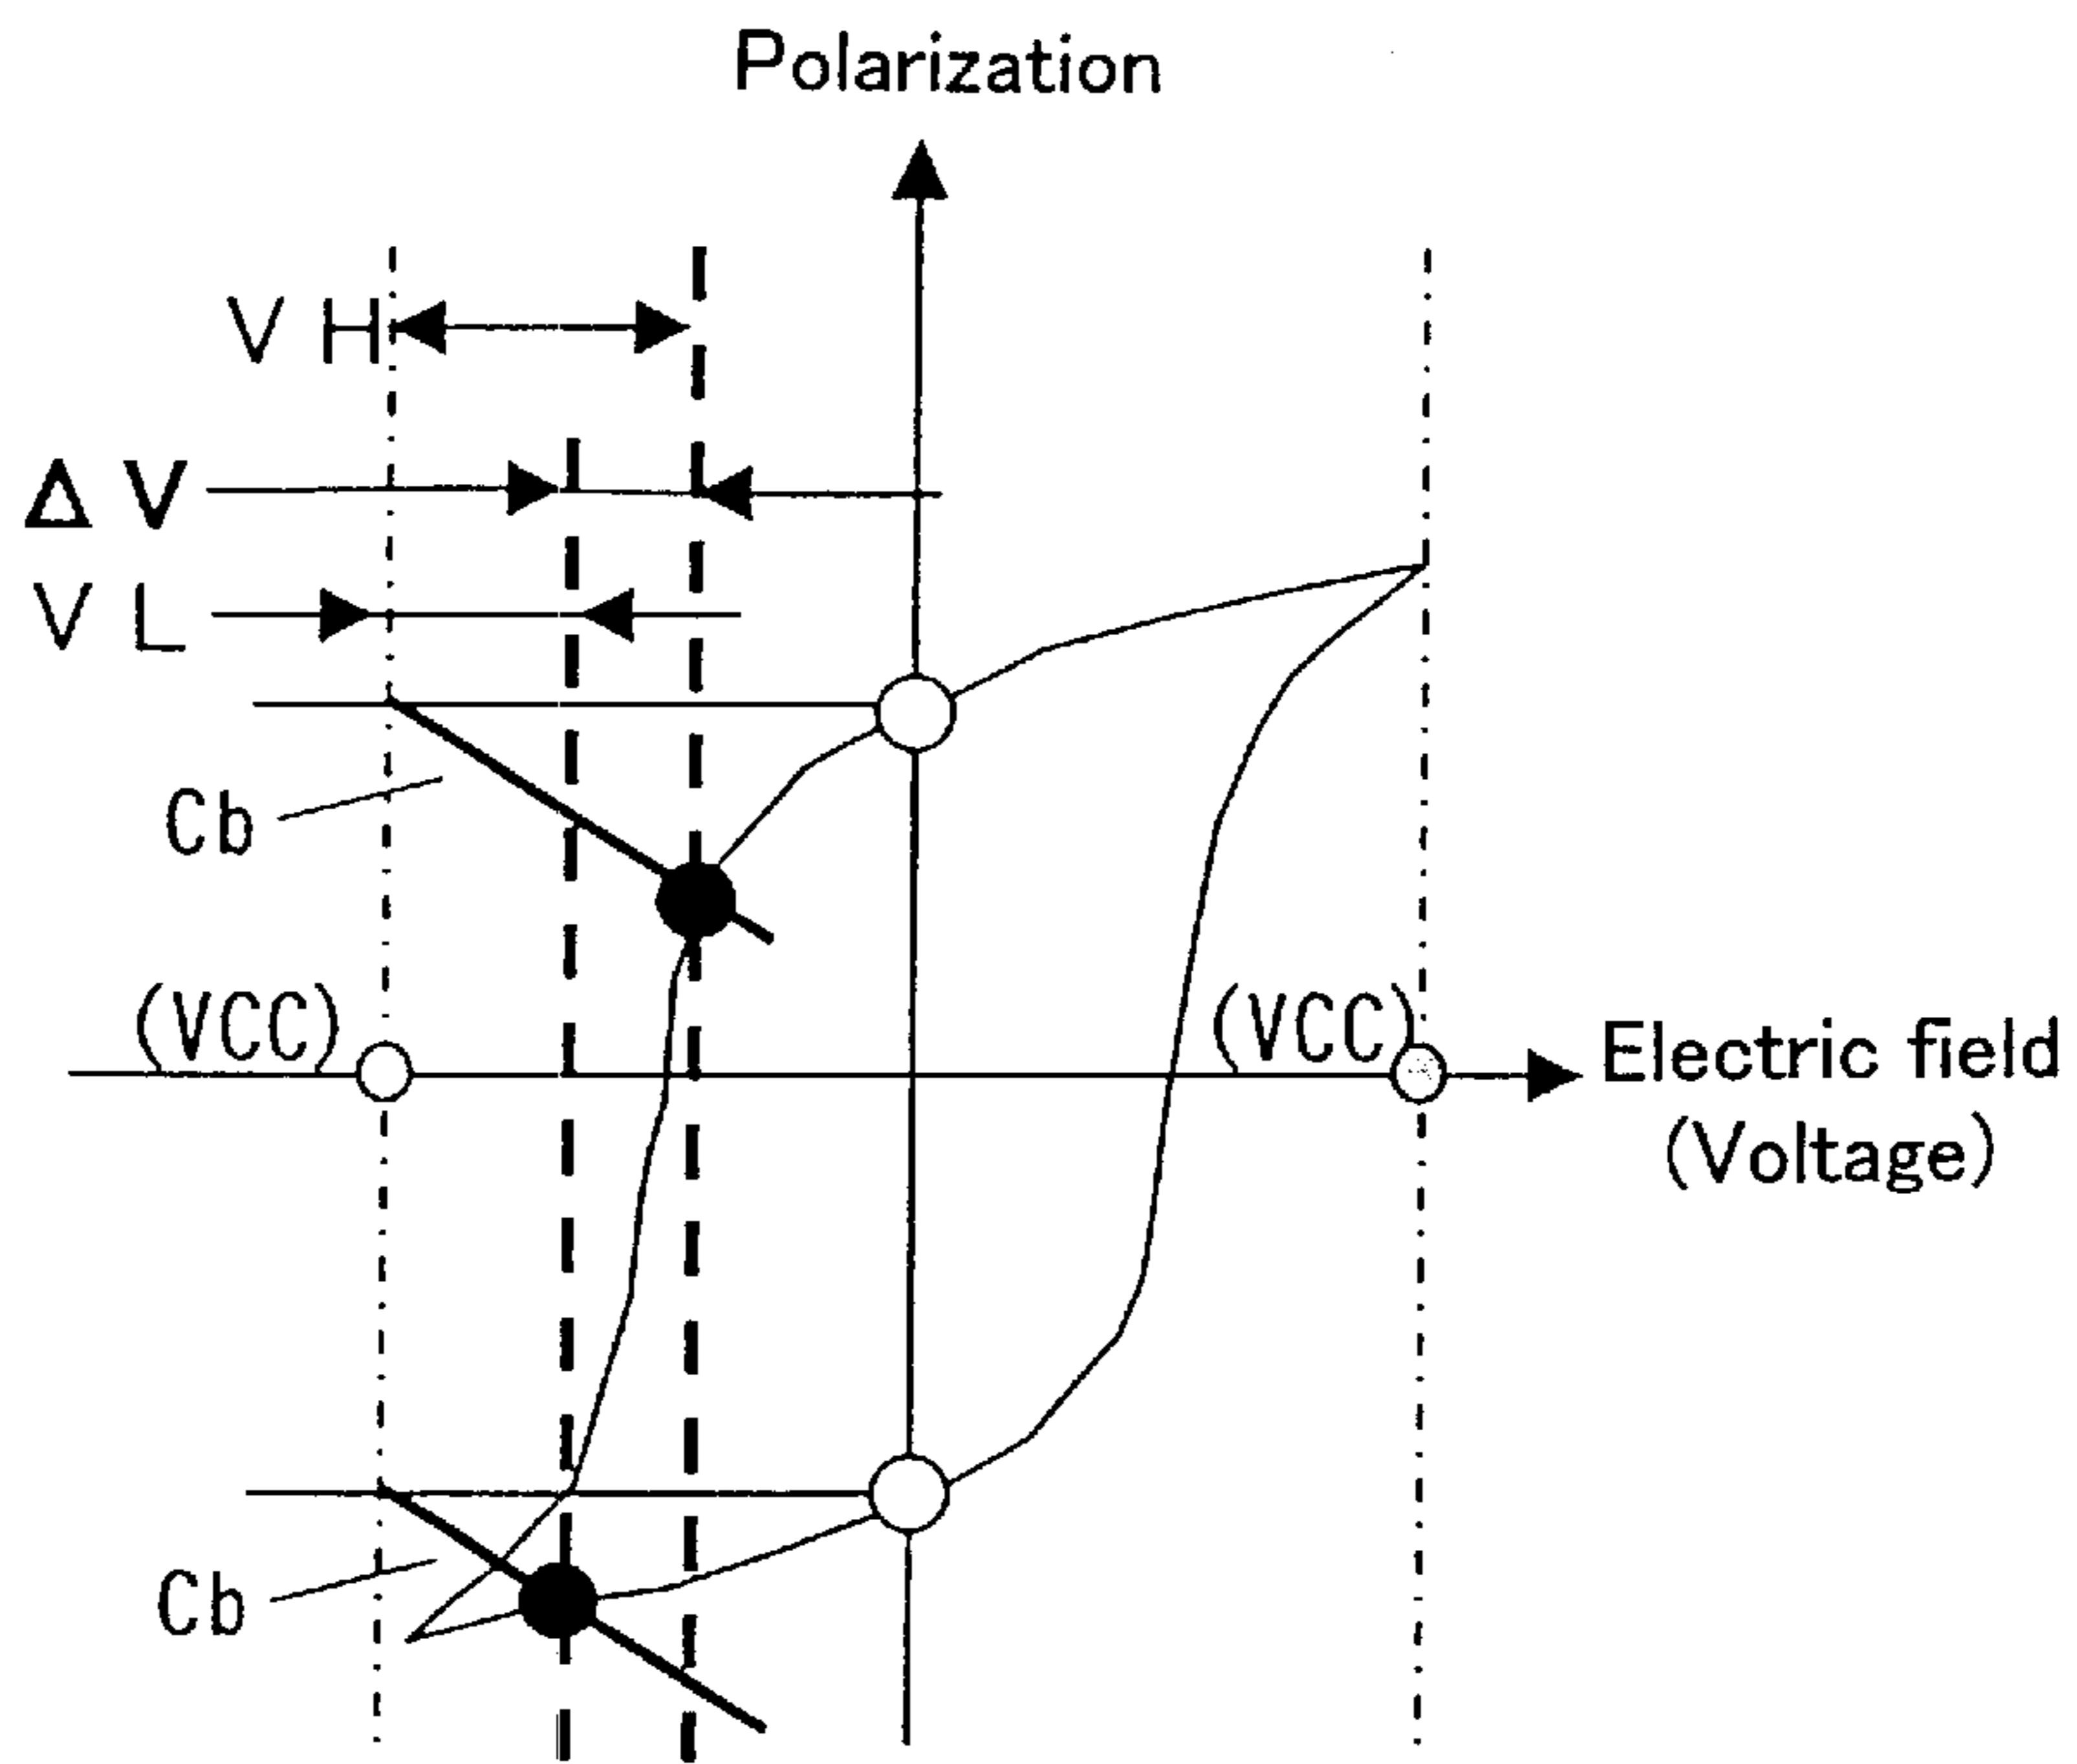 Polarization
V H
Δ V
V L
Cb
(VCC)
(VCC)
Electric field
(Voltage)
Cb